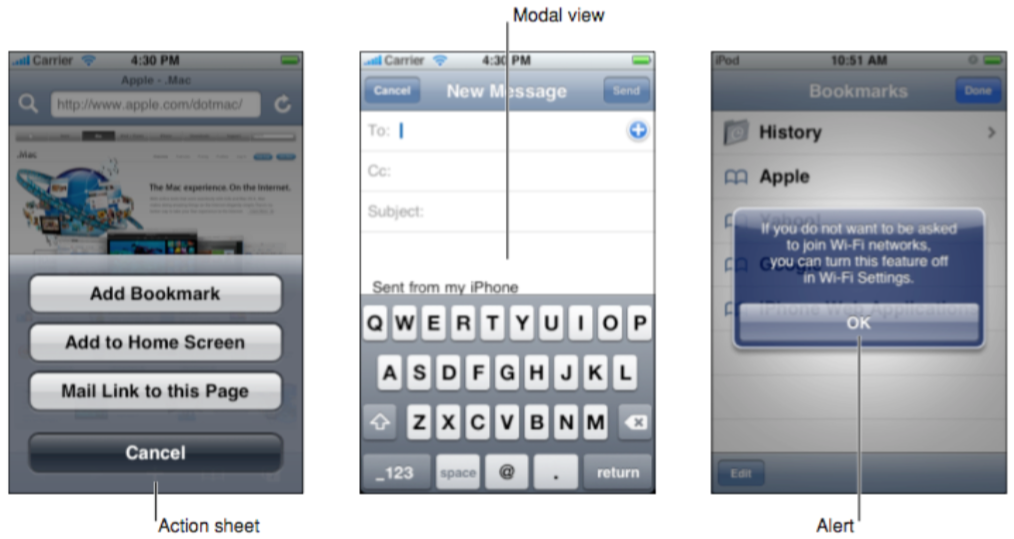 Modal view
Carrier 4:30 PM
Apple - .Mac
http://www.apple.com/dotmac/
.Mac
The Mac experience. On the Internet.
Add Bookmark
Add to Home Screen
Mail Link to this Page
Cancel
Action sheet
Carrier 4:30 PM
Cancel New Message Send
To:
Cc:
Subject:
Sent from my iPhone
Q W E R T Y U I O P
A S D F G H J K L
Z X C V B N M
_123 space @ . return
iPod 10:51 AM
Bookmarks Done
History
Apple
Yahoo!
If you do not want to be asked
to join Wi-Fi networks,
you can turn this feature off
in Wi-Fi Settings.
Google
iPhone Web Application
OK
Edit
Alert